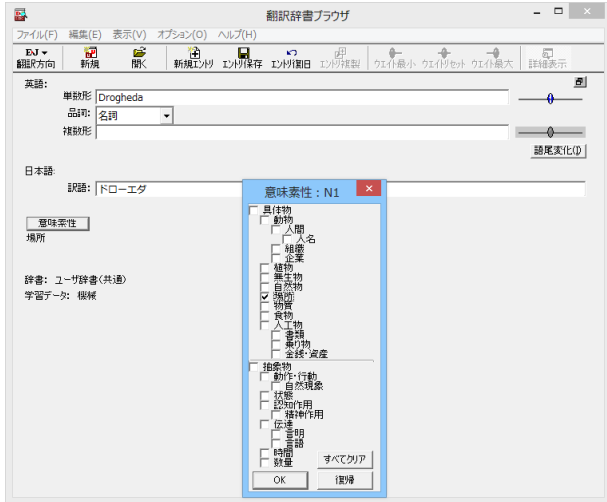 翻訳辞書ブラウザ
ファイル(F) 編集(E) 表示(V) オプション(O) ヘルプ(H)
EJ
翻訳方向 新規 開く 新規エントリ エントリ保存 エントリ復旧 エントリ複製 ウエイト最小 ウエイトリセット ウエイト最大 詳細表示
英語:
単数形 Drogheda
品詞: 名詞
複数形
語尾変化(I)
日本語:
訳語: ドローエダ
意味素性
場所
辞書: ユーザ辞書(共通)
学習データ: 機械
意味素性:N1
具体物
動物
人間
人名
組織
企業
植物
無生物
自然物
場所
物質
食物
人工物
書類
乗り物
金銭・資産
抽象物
動作・行動
自然現象
状態
認知作用
精神作用
伝達
言明
言語
時間
数量
すべてクリア
OK 復帰